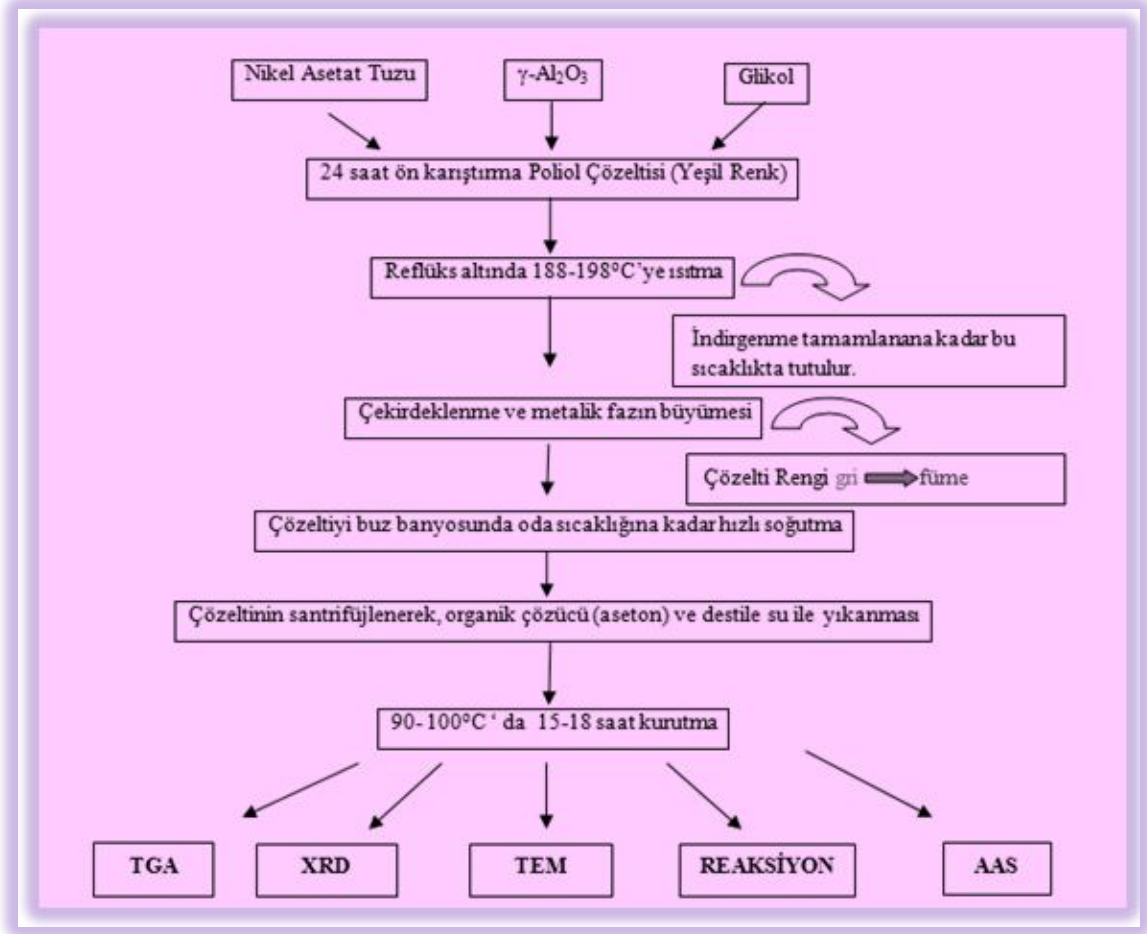 Nikel Asetat Tuzu
γ-Al₂O₃
Glikol
24 saat ön karıştırma Poliol Çözeltisi (Yeşil Renk)
Reflüks altında 188-198⁰C'ye ısıtma
İndirgenme tamamlanana kadar bu
sıcaklıkta tutulur.
Çekirdeklenme ve metalik fazın büyümesi
Çözelti Rengi gri füme
Çözeltiyi buz banyosunda oda sıcaklığına kadar hızlı soğutma
Çözeltinin santrifüjlenerek, organik çözücü (aseton) ve destile su ile yıkanması
90-100⁰C ‘ da 15-18 saat kurutma
TGA
XRD
TEM
REAKSİYON
AAS